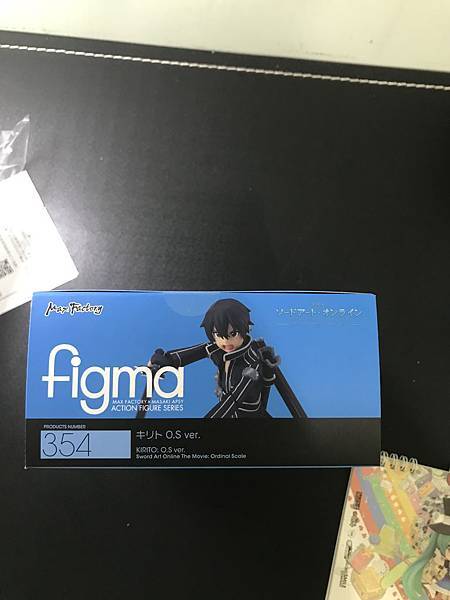 Max Factory
ソードアート・オンライン
figma
MAX FACTORY×MASAKI APSY
ACTION FIGURE SERIES
PRODUCTS NUMBER
354
キリト O.S ver.
KIRITO: O.S ver.
Sword Art Online The Movie: Ordinal Scale